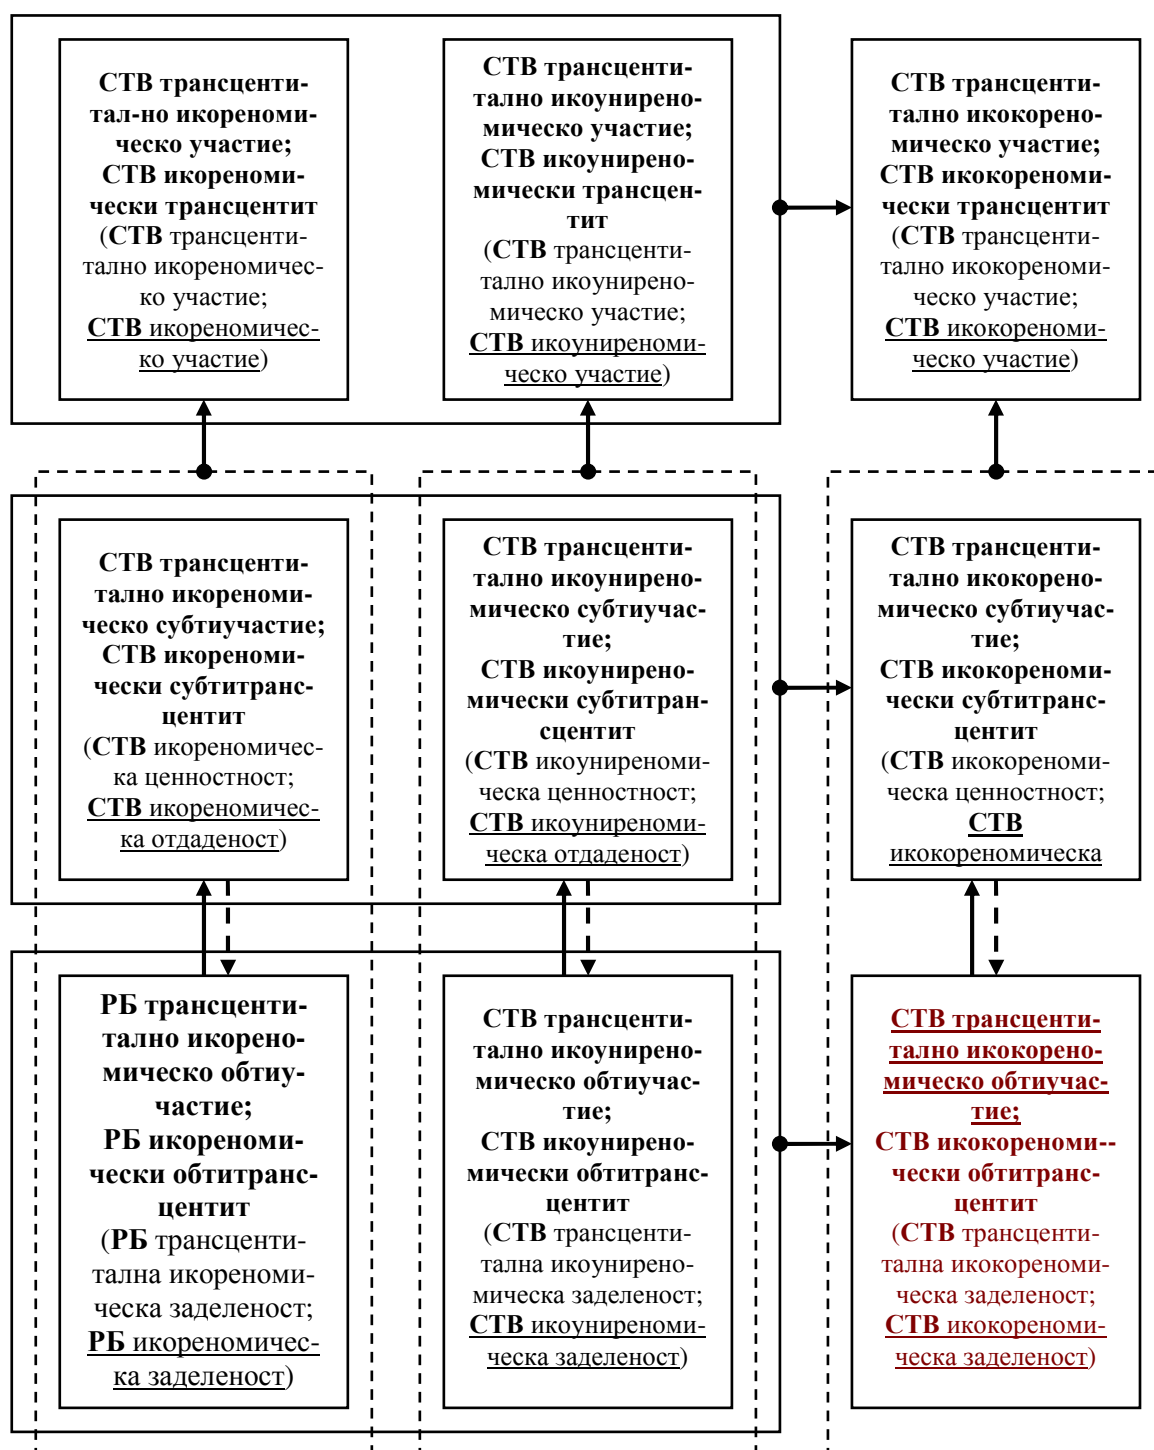 СТВ трансценти-
тал-но икореноми-
ческо участие;
СТВ икореноми-
чески трансцентит
(СТВ трансценти-
тално икореномичес-
ко участие;
СТВ икореномичес-
ко участие)
СТВ трансценти-
тално икоунирено-
мическо участие;
СТВ икоунирено-
мически трансцен-
тит
(СТВ трансценти-
тално икоунирено-
мическо участие;
СТВ икоуниреноми-
ческо участие)
СТВ трансценти-
тално икокорено-
мическо участие;
СТВ икокореноми-
чески трансцентит
(СТВ трансценти-
тално икокореноми-
ческо участие;
СТВ икокореноми-
ческо участие)
СТВ трансценти-
тално икореноми-
ческо субтиучастие;
СТВ икореноми-
чески субтитранс-
центит
(СТВ икореномичес-
ка ценностност;
СТВ икореномичес-
ка отдаденост)
СТВ трансценти-
тално икоунирено-
мическо субтиучас-
тие;
СТВ икоунирено-
мически субтитран-
сцентит
(СТВ икоуниреноми-
ческа ценностност;
СТВ икоуниреноми-
ческа отдаденост)
СТВ трансценти-
тално икокорено-
мическо субтиучас-
тие;
СТВ икокореноми-
чески субтитранс-
центит
(СТВ икокореноми-
ческа ценностност;
СТВ
икокореномическа
РБ трансценти-
тално икорено-
мическо обтиу-
частие;
РБ икореноми-
чески обтитранс-
центит
(РБ трансценти-
тална икореноми-
ческа заделеност;
РБ икореномичес-
ка заделеност)
СТВ трансценти-
тално икоунирено-
мическо обтиучас-
тие;
СТВ икоунирено-
мически обтитранс-
центит
(СТВ трансценти-
тална икоунирено-
мическа заделеност;
СТВ икоуниреноми-
ческа заделеност)
СТВ трансценти-
тално икокорено-
мическо обтиучас-
тие;
СТВ икокореноми--
чески обтитранс-
центит
(СТВ трансценти-
тална икокореноми-
ческа заделеност;
СТВ икокореноми-
ческа заделеност)